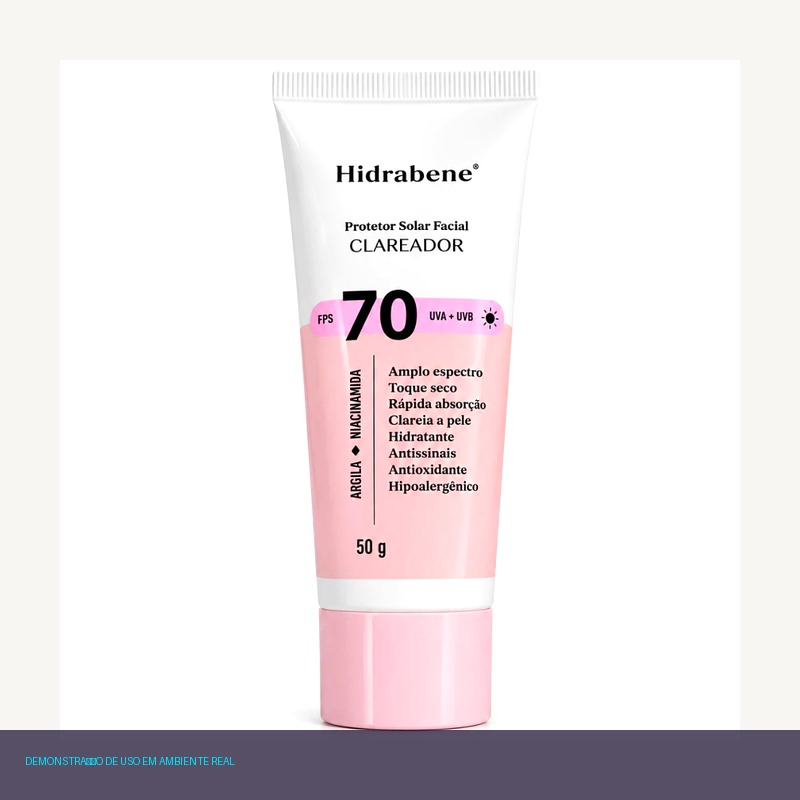 Hidrabene®
Protetor Solar Facial
CLAREADOR
FPS 70 UVA + UVB
ARGILA ◆ NIACINAMIDA
Amplo espectro
Toque seco
Rápida absorção
Clareia a pele
Hidratante
Antissinais
Antioxidante
Hipoalergênico
50 g
DE USO EM AMBIENTE REAL